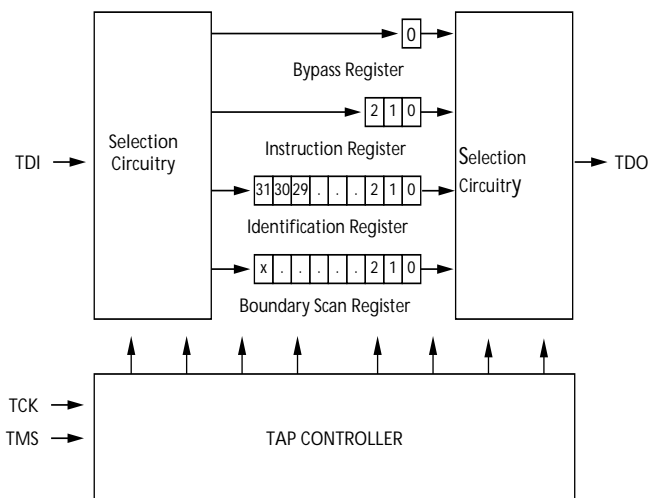 0
Bypass Register
2 1 0
Selection
Circuitry
Instruction Register
Selection
Circuitry
TDI
TDO
31 30 29 . . . 2 1 0
Identification Register
x . . . . . 2 1 0
Boundary Scan Register
TCK
TMS
TAP CONTROLLER